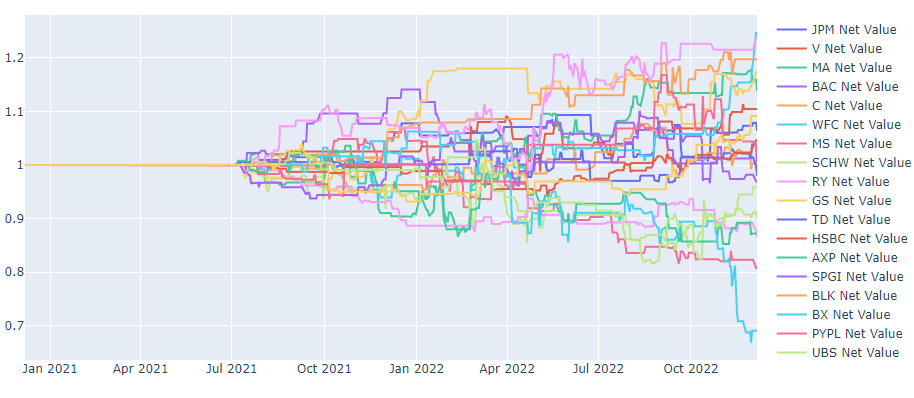 1.2
1.1
1
0.9
0.8
0.7
Jan 2021
Apr 2021
Jul 2021
Oct 2021
Jan 2022
Apr 2022
Jul 2022
Oct 2022
JPM Net Value
V Net Value
MA Net Value
BAC Net Value
C Net Value
WFC Net Value
MS Net Value
SCHW Net Value
RY Net Value
GS Net Value
TD Net Value
HSBC Net Value
AXP Net Value
SPGI Net Value
BLK Net Value
BX Net Value
PYPL Net Value
UBS Net Value